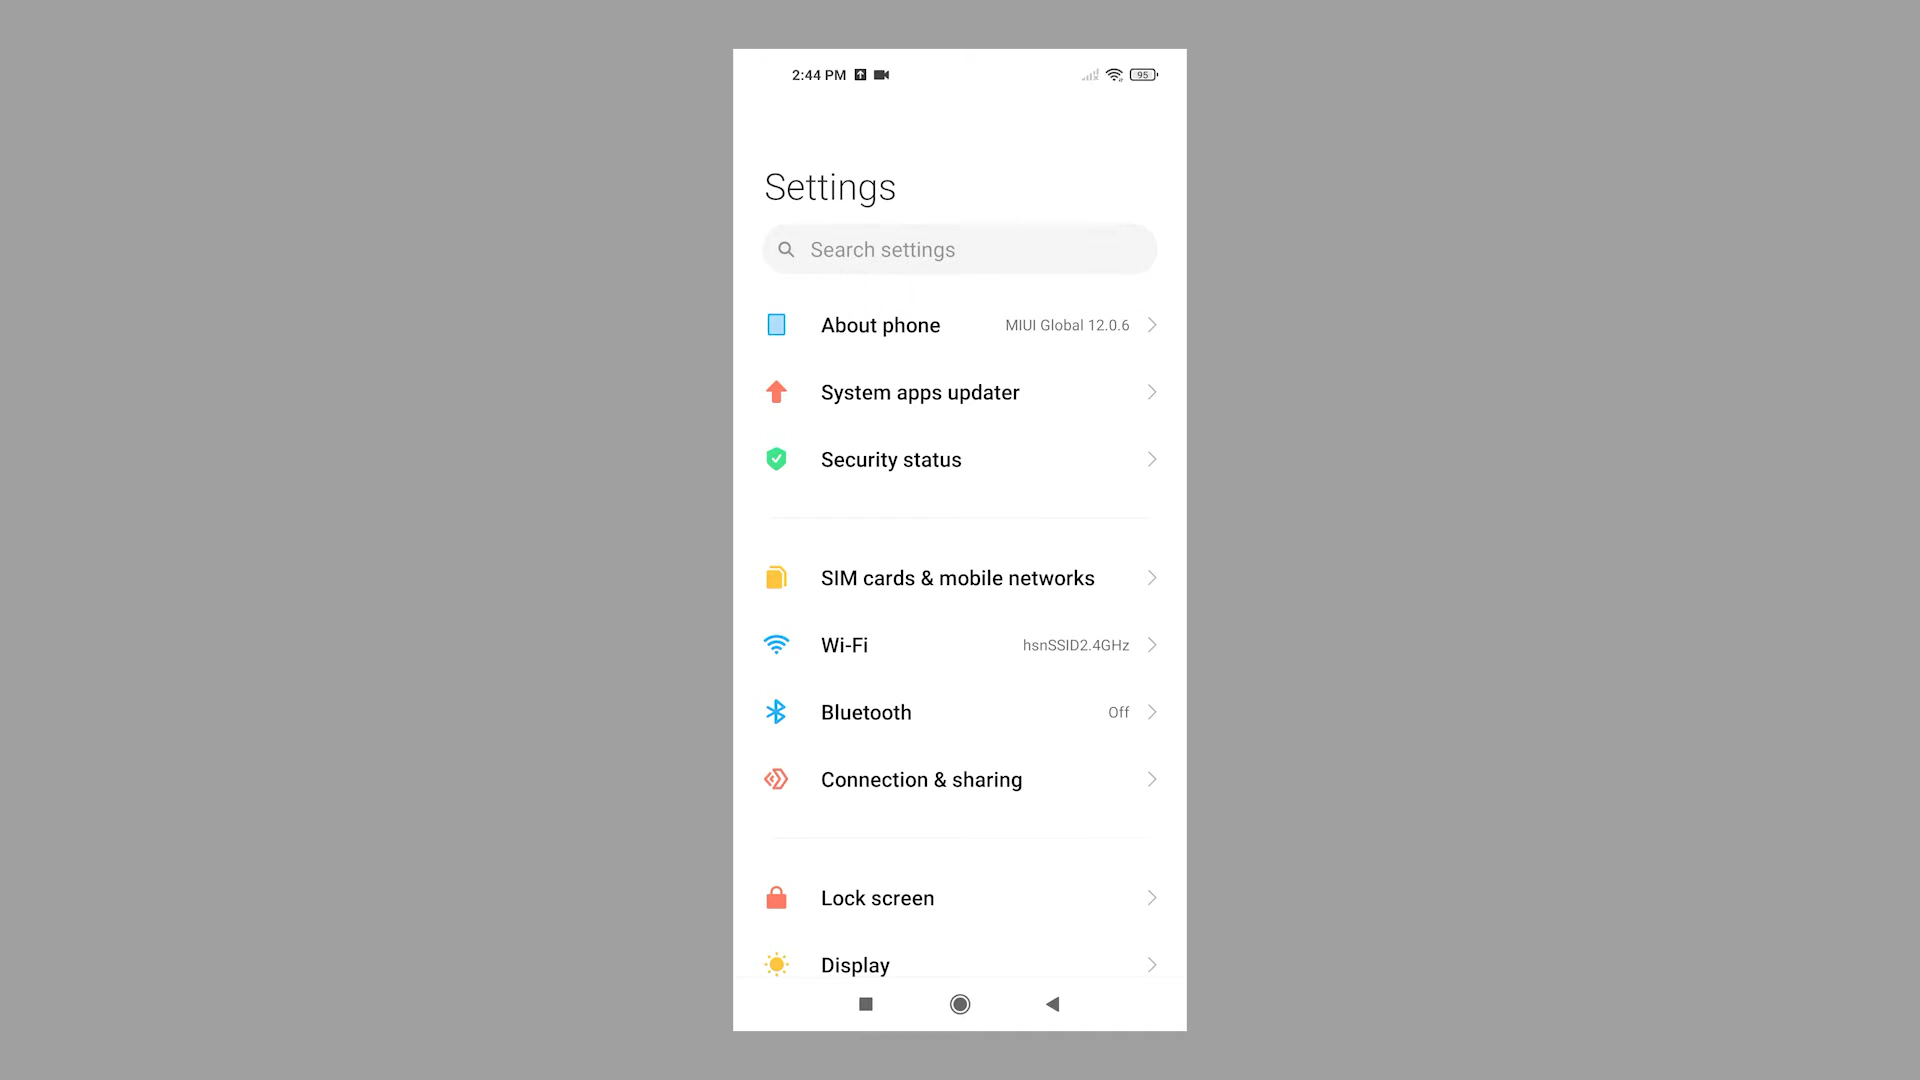 2:44 PM 95
Settings
Search settings
About phone MIUI Global 12.0.6
System apps updater
Security status
SIM cards & mobile networks
Wi-Fi hsnSSID2.4GHz
Bluetooth Off
Connection & sharing
Lock screen
Display